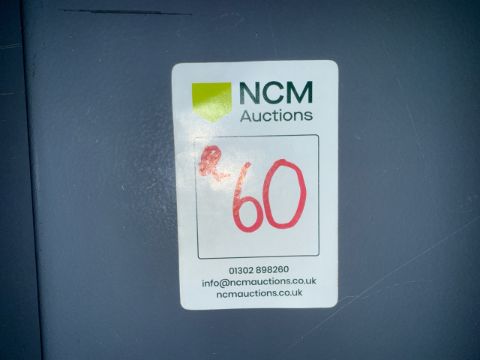 NCM
Auctions
R60
01302 898260
info@ncmauctions.co.uk
ncmauctions.co.uk